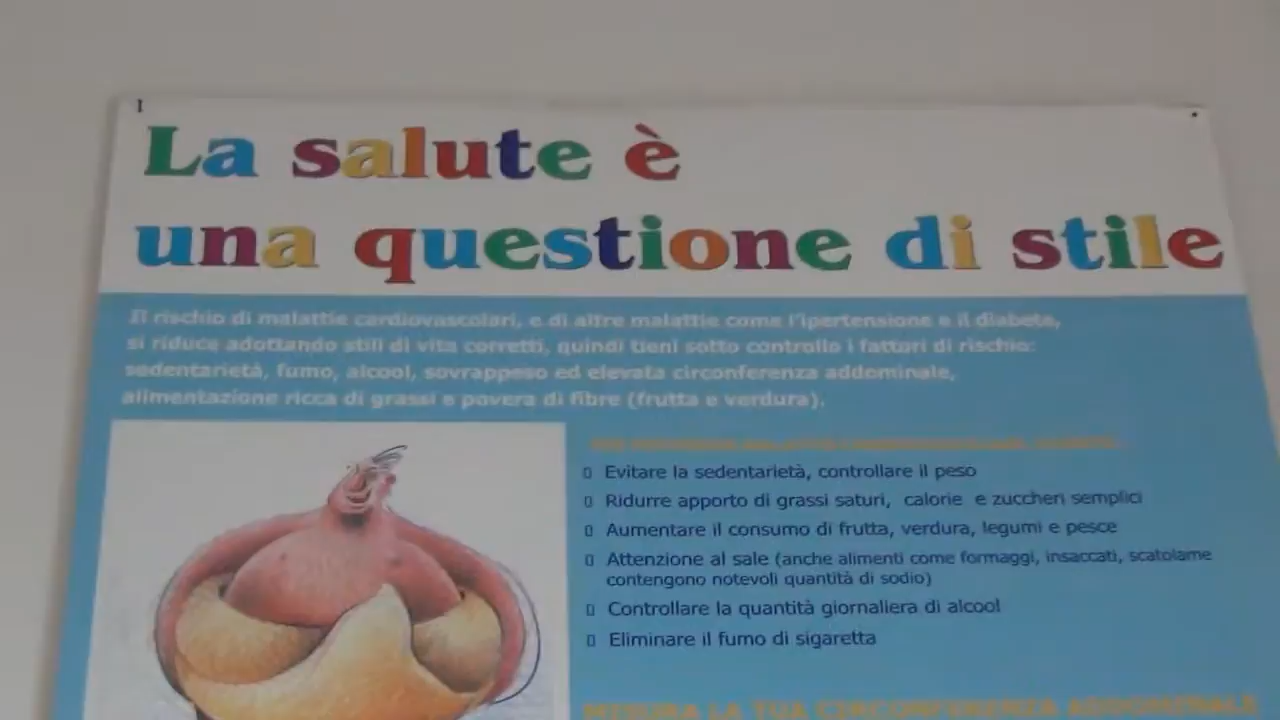 La salute è
una questione di stile
Il rischio di malattie cardiovascolari, e di altre malattie come l'ipertensione e il diabete,
si riduce adottando stili di vita corretti, quindi tieni sotto controllo i fattori di rischio:
sedentarietà, fumo, alcool, sovrappeso ed elevata circonferenza addominale,
alimentazione ricca di grassi e povera di fibre (frutta e verdura).
Evitare la sedentarietà, controllare il peso
Ridurre apporto di grassi saturi, calorie e zuccheri semplici
Aumentare il consumo di frutta, verdura, legumi e pesce
Attenzione al sale (anche alimenti come formaggi, insaccati, scatolame
contengono notevoli quantità di sodio)
Controllare la quantità giornaliera di alcool
Eliminare il fumo di sigaretta
MISURA LA TUA CIRCONFERENZA ADDOMINALE